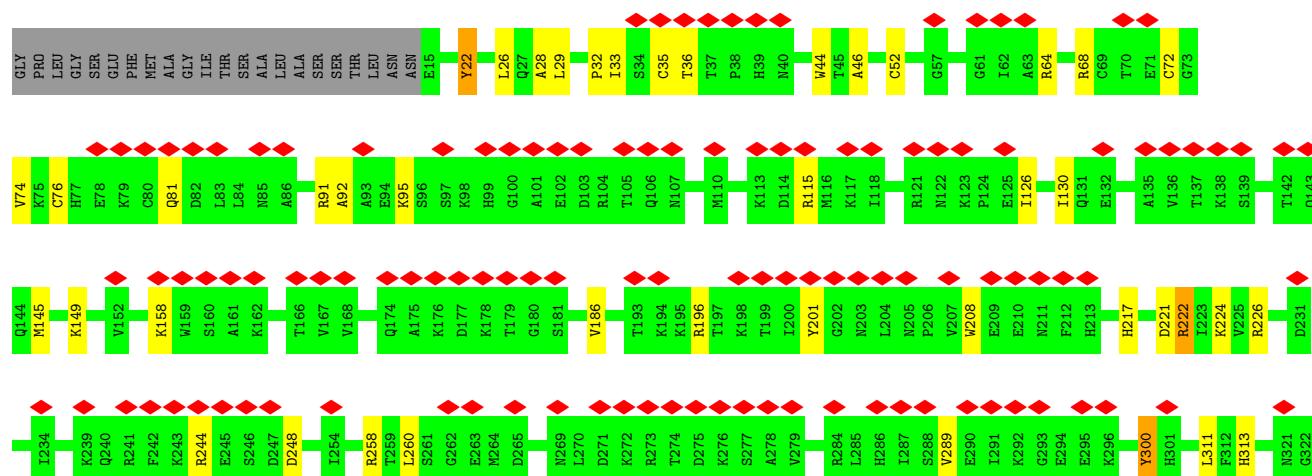 GLY PRO LEU GLY SER GLU PHE MET ALA GLY ILE THR SER ALA LEU ALA SER SER THR LEU ASN ASN E15 Y22 L26 Q27 A28 L29 P32 I33 S34 C35 T36 T37 P38 H39 N40 W44 T45 A46 C52 G57 G61 I62 A63 R64 R68 C69 T70 E71 C72 G73
V74 K75 C76 H77 E78 K79 C80 Q81 D82 L83 L84 N85 A86 R91 A92 A93 E94 K95 S96 S97 K98 H99 G100 A101 E102 D103 R104 T105 Q106 N107 M110 K113 D114 R115 M116 K117 I118 R121 N122 K123 P124 E125 I126 I130 Q131 E132 A135 V136 T137 K138 S139 T142 Q143
Q144 M145 K149 V152 K158 W159 S160 A161 K162 T166 V167 V168 Q174 A175 K176 D177 K178 T179 G180 S181 V186 T193 K194 K195 R196 T197 K198 T199 I200 Y201 G202 N203 L204 N205 P206 V207 W208 E209 E210 N211 F212 H213 H217 D221 R222 I223 K224 V225 R226 D231
I234 K239 Q240 R241 F242 K243 R244 E245 S246 D247 D248 I254 R258 T259 L260 S261 G262 E263 M264 D265 N269 L270 D271 K272 R273 T274 D275 K276 S277 A278 V279 R284 L285 H286 I287 S288 V289 E290 I291 K292 G293 E294 E295 K296 Y300 H301 L311 F312 H313 N321 G322